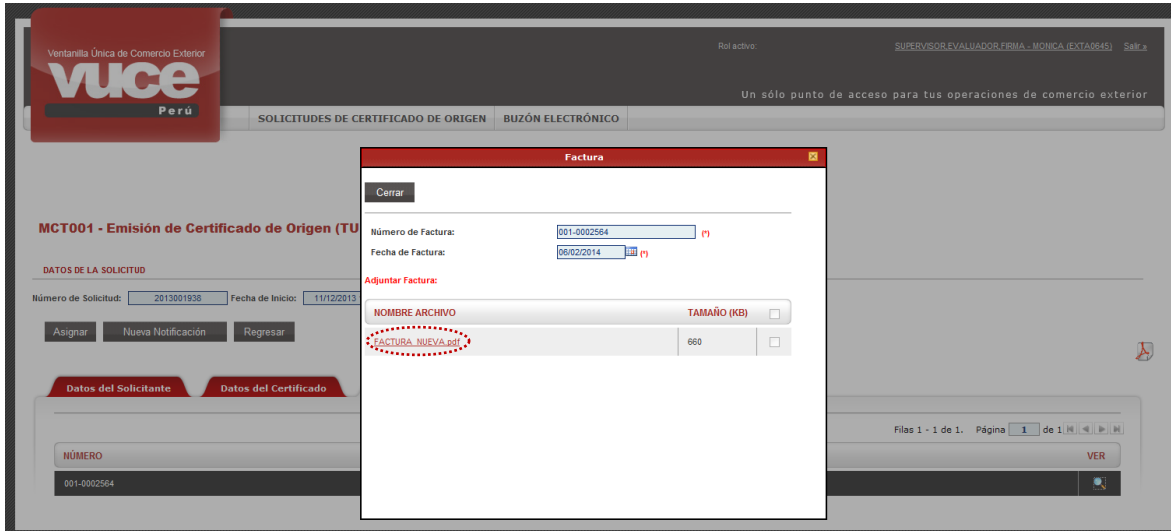 Ventanilla Única de Comercio Exterior
vuce
Perú
Rol activo: SUPERVISOR,EVALUADOR,FIRMA - MONICA (EXTA0645) Salir »
Un sólo punto de acceso para tus operaciones de comercio exterior
SOLICITUDES DE CERTIFICADO DE ORIGEN BUZÓN ELECTRÓNICO
Factura
Cerrar
MCT001 - Emisión de Certificado de Origen (TU
Número de Factura: 001-0002564 (*)
Fecha de Factura: 06/02/2014 (*)
DATOS DE LA SOLICITUD
Adjuntar Factura:
Número de Solicitud: 2013001938 Fecha de Inicio: 11/12/2013
NOMBRE ARCHIVO TAMAÑO (KB)
Asignar Nueva Notificación Regresar
FACTURA NUEVA.pdf 660
Datos del Solicitante Datos del Certificado
Filas 1 - 1 de 1. Página 1 de 1
NÚMERO VER
001-0002564